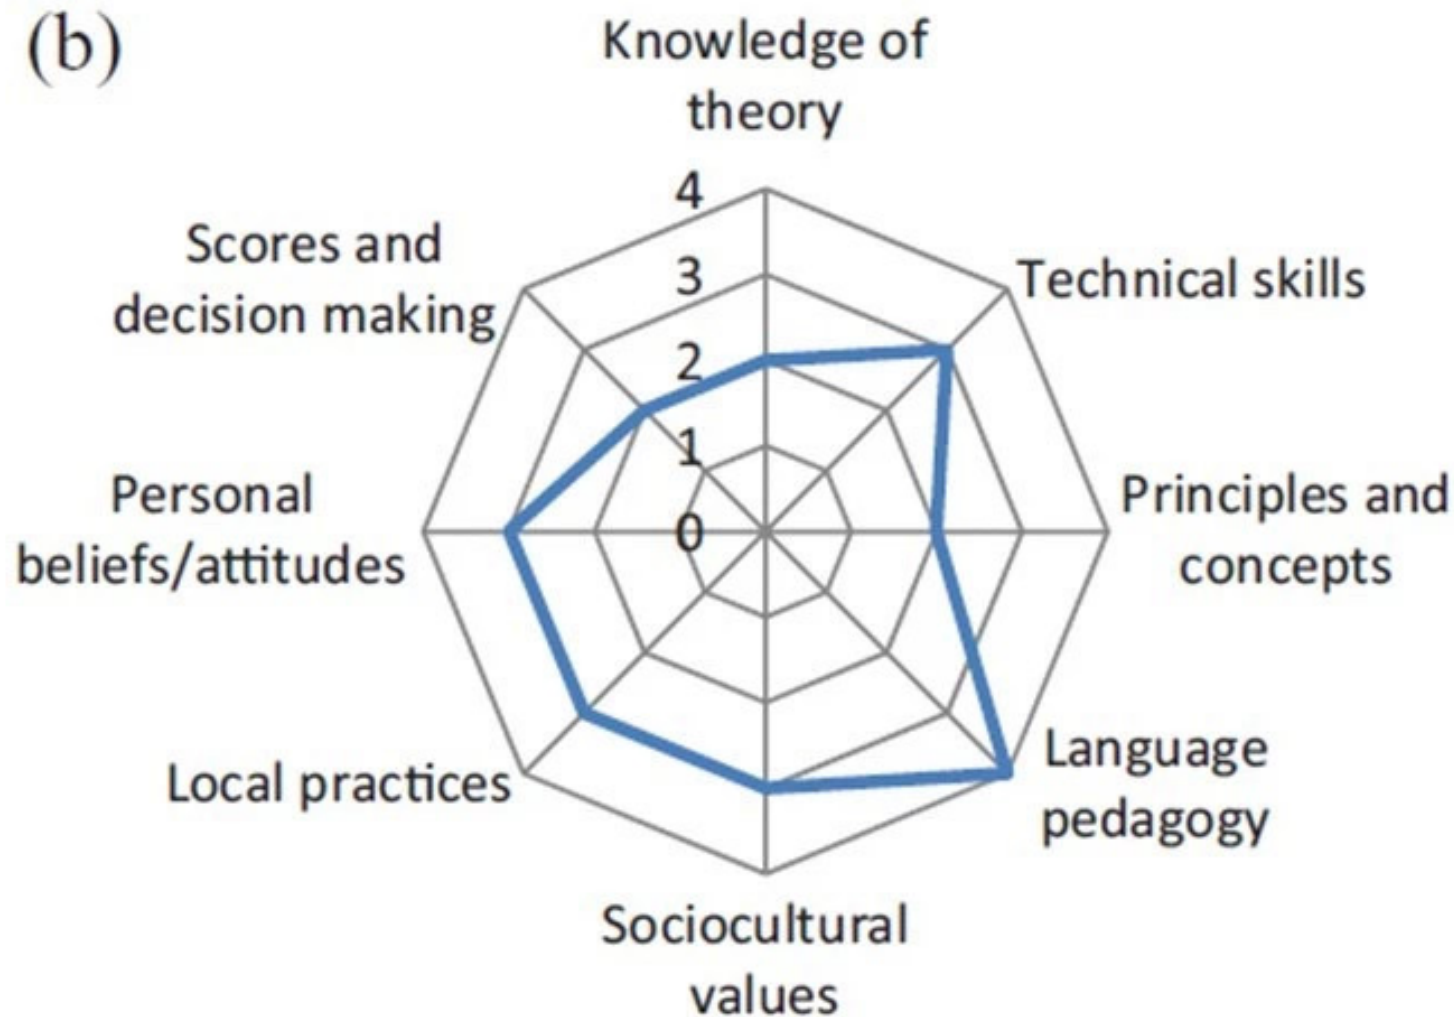 (b)
Knowledge of
theory
4
3
2
1
0
Technical skills
Principles and
concepts
Language
pedagogy
Sociocultural
values
Local practices
Personal
beliefs/attitudes
Scores and
decision making